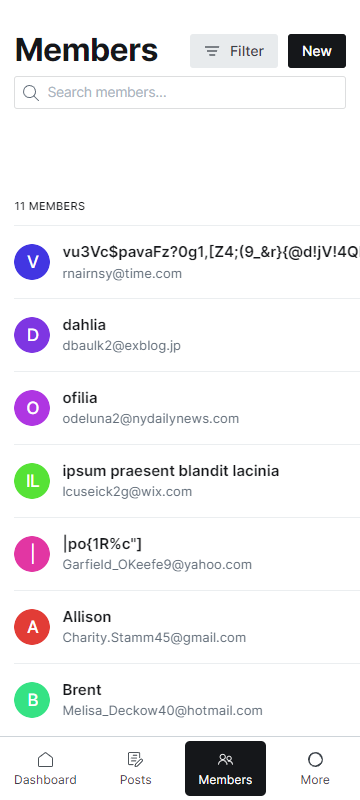 Members
Filter
New
Search members...
11 MEMBERS
V
vu3Vc$pavaFz?0g1,[Z4;(9_&r}{@d!jV!4Q
rnairnsy@time.com
D
dahlia
dbaulk2@exblog.jp
O
ofilia
odeluna2@nydailynews.com
IL
ipsum praesent blandit lacinia
lcuseick2g@wix.com
|
|po{1R%c"]
Garfield_OKeefe9@yahoo.com
A
Allison
Charity.Stamm45@gmail.com
B
Brent
Melisa_Deckow40@hotmail.com
Dashboard
Posts
Members
More